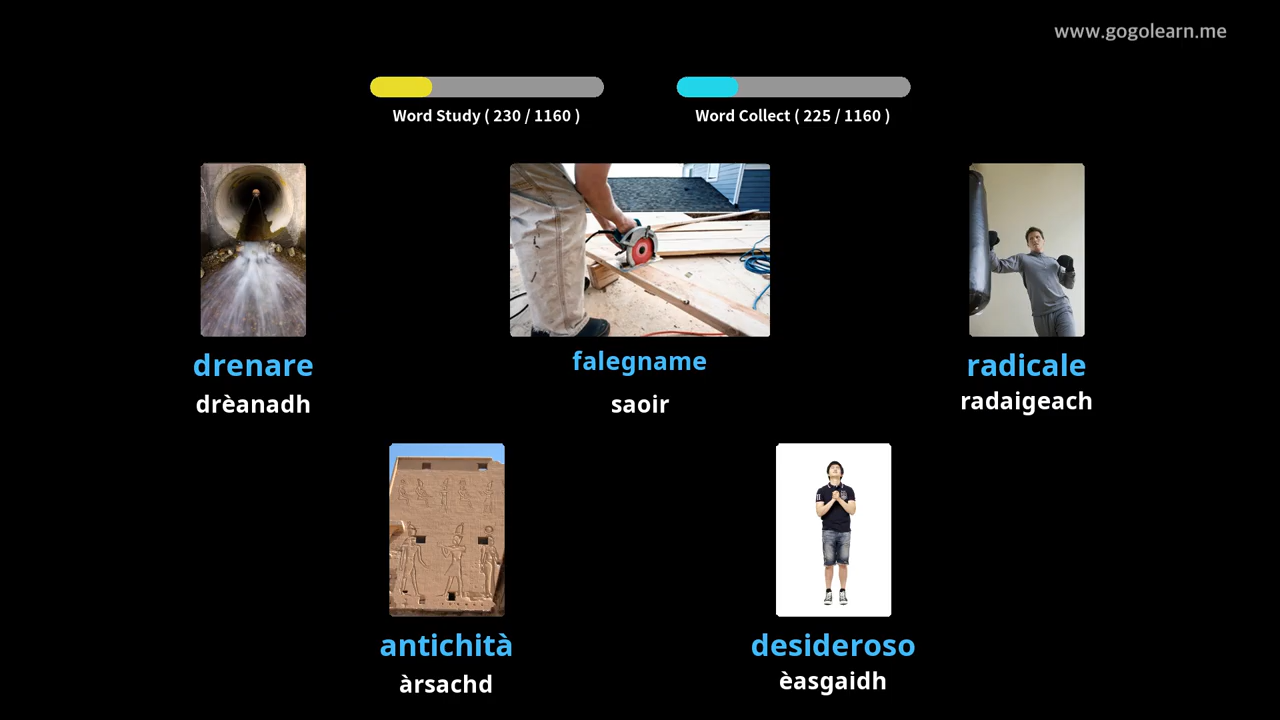 www.gogolearn.me
Word Study ( 230 / 1160 )
Word Collect ( 225 / 1160 )
drenare
drèanadh
falegname
saoir
radicale
radaigeach
antichità
àrsachd
desideroso
èasgaidh